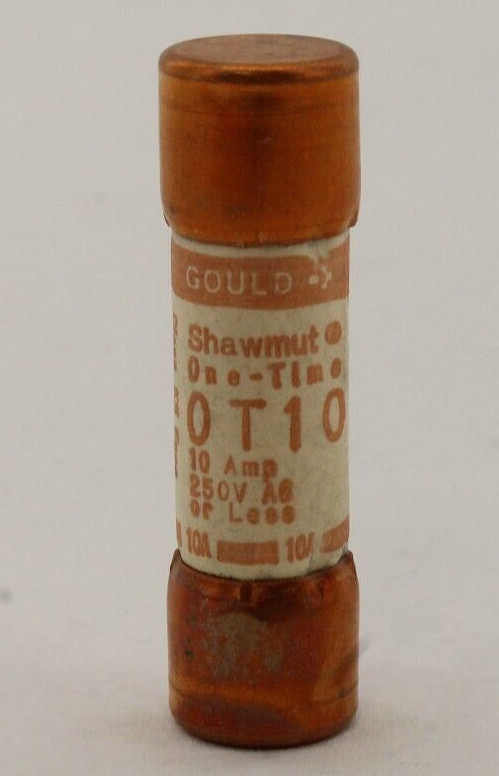 GOULD
Shawmut ®
One-Time
OT10
10 Amp
250V AC
or Less
10A 10A